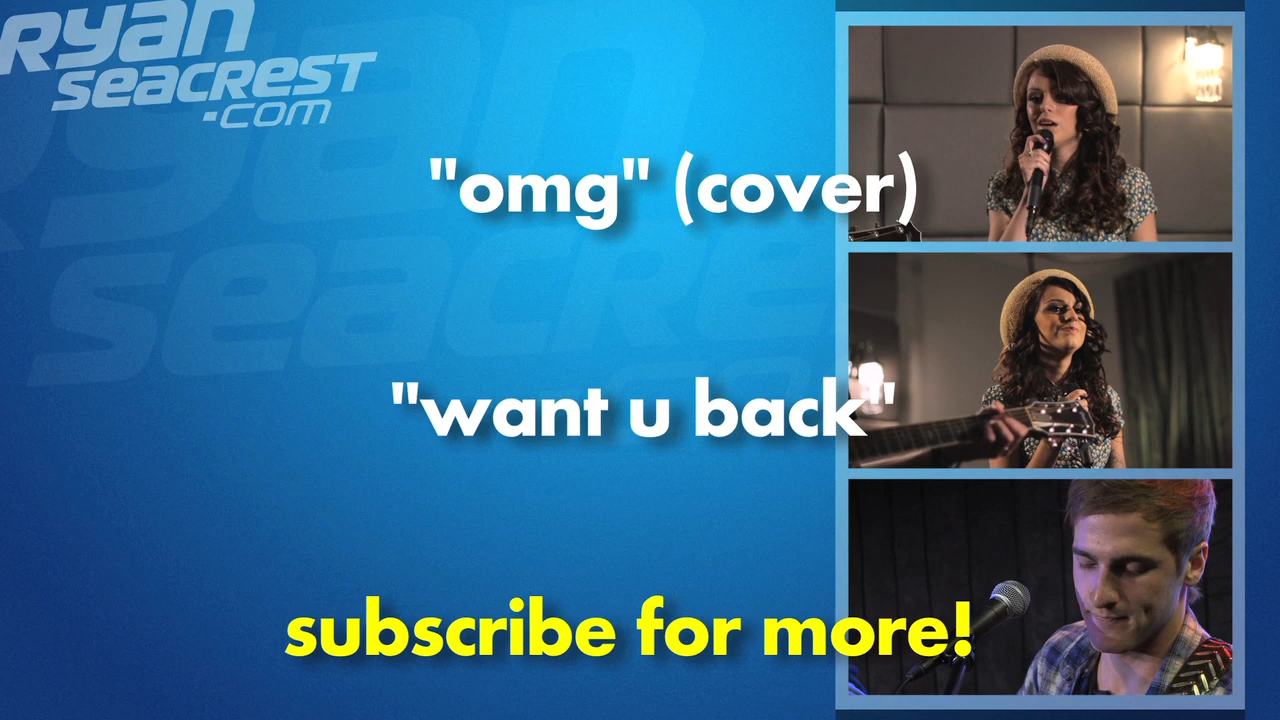 Ryan
seacrest
.com
"omg" (cover)
"want u back"
subscribe for more!